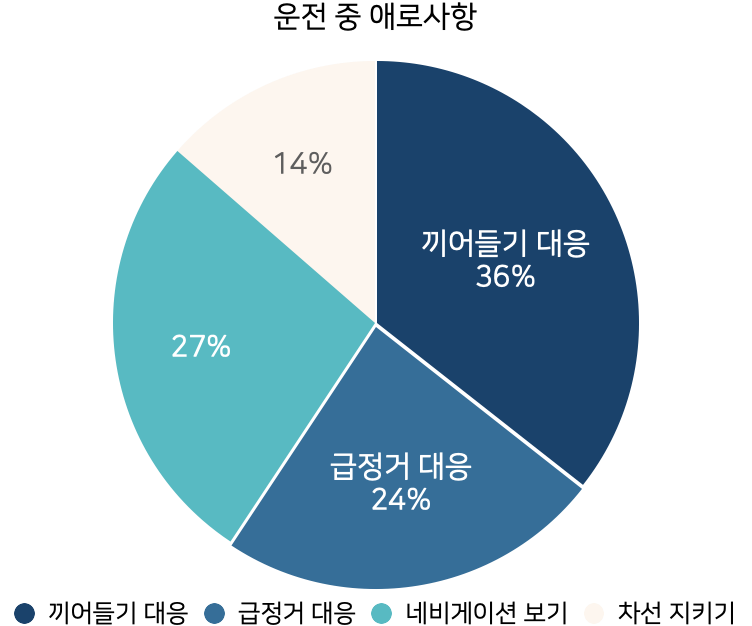 운전 중 애로사항
14%
끼어들기 대응
36%
27%
급정거 대응
24%
끼어들기 대응 급정거 대응 네비게이션 보기 차선 지키기